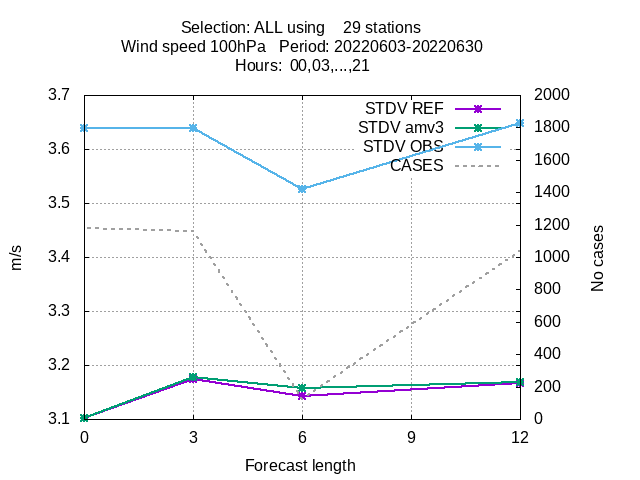 Selection: ALL using 29 stations
Wind speed 100hPa Period: 20220603-20220630
Hours: 00,03,...,21
3.7
3.6
3.5
3.4
3.3
3.2
3.1
2000
1800
1600
1400
1200
1000
800
600
400
200
0
STDV REF
STDV amv3
STDV OBS
CASES
m/s
No cases
0 3 6 9 12
Forecast length